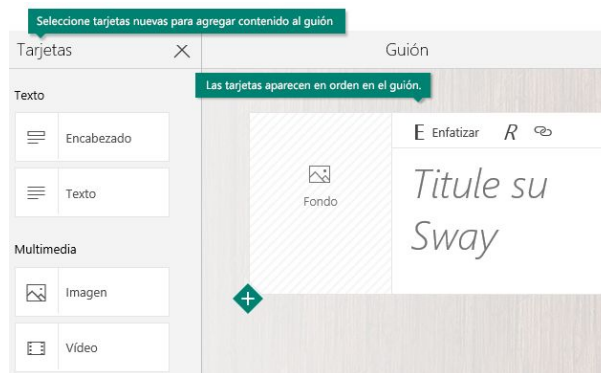 Seleccione tarjetas nuevas para agregar contenido al guión
Tarjetas
Guión
Las tarjetas aparecen en orden en el guión.
Texto
Encabezado
Texto
Multimedia
Imagen
Vídeo
Fondo
E Enfatizar R
Titule su
Sway